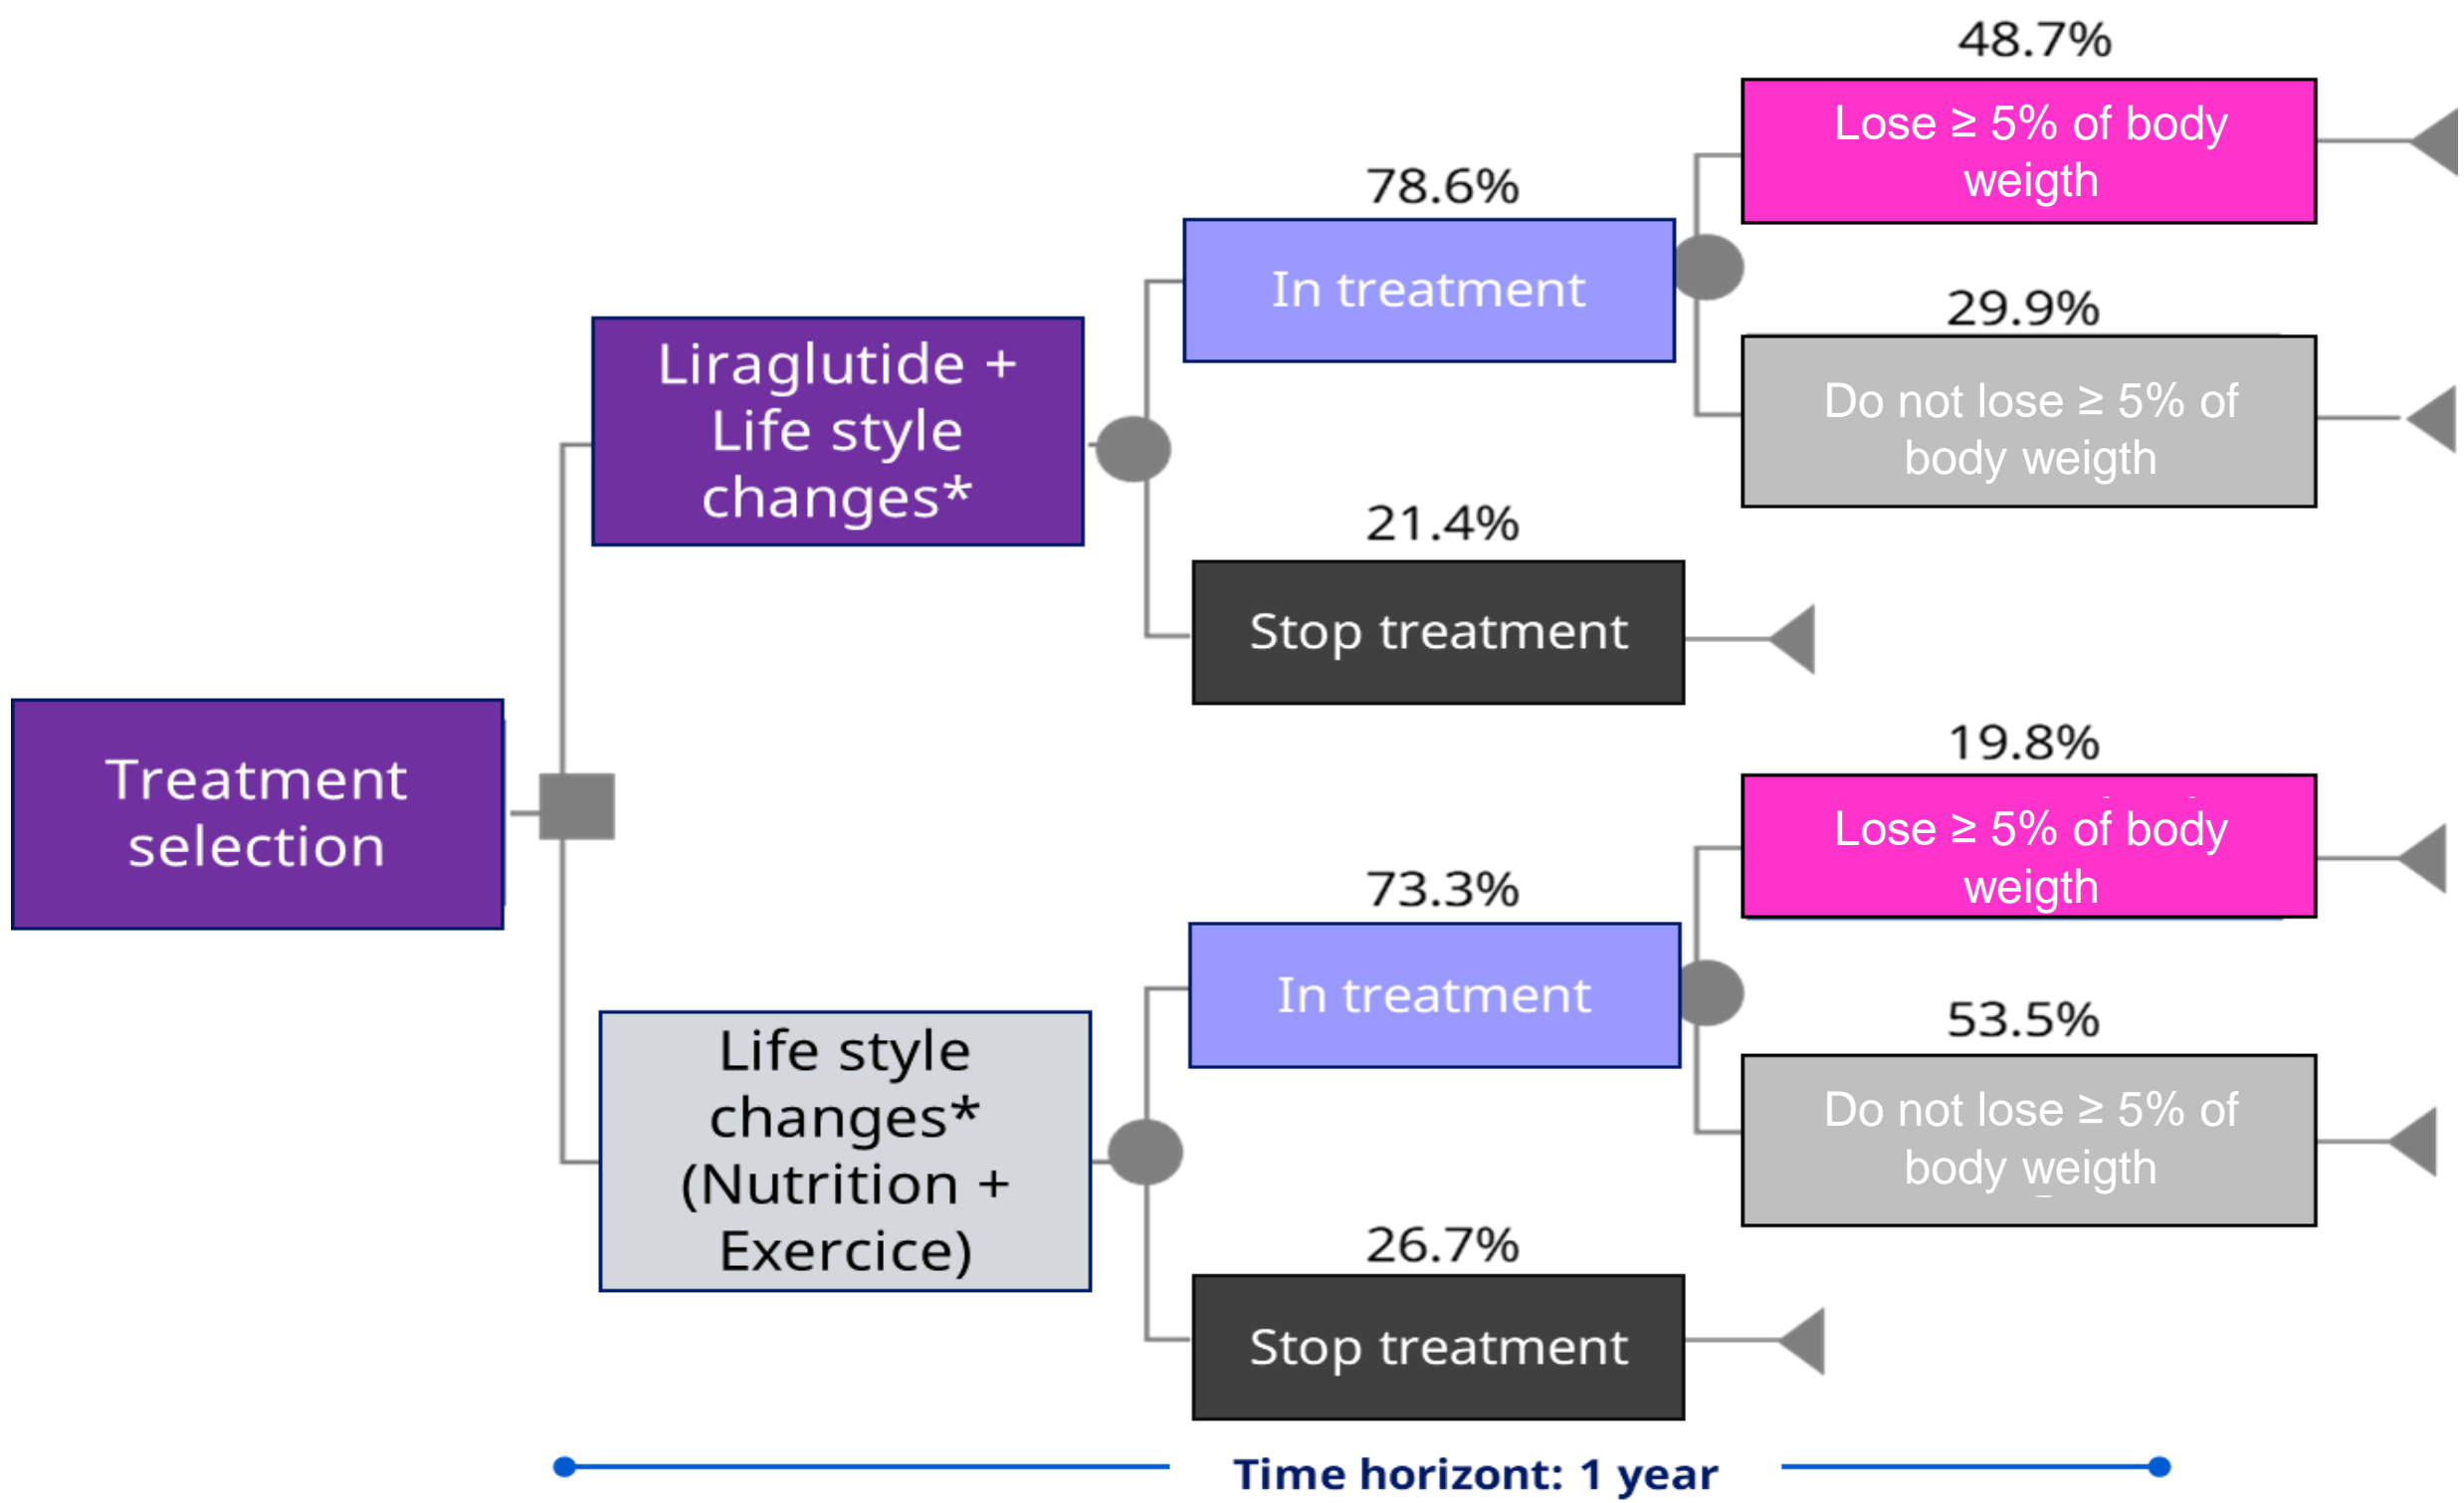 48.7%
Lose ≥ 5% of body
weigth
78.6%
In treatment
29.9%
Do not lose ≥ 5% of
body weigth
Liraglutide +
Life style
changes*
21.4%
Stop treatment
Treatment
selection
19.8%
Lose ≥ 5% of body
weigth
73.3%
In treatment
53.5%
Do not lose ≥ 5% of
body weigth
Life style
changes*
(Nutrition +
Exercice)
26.7%
Stop treatment
Time horizont: 1 year